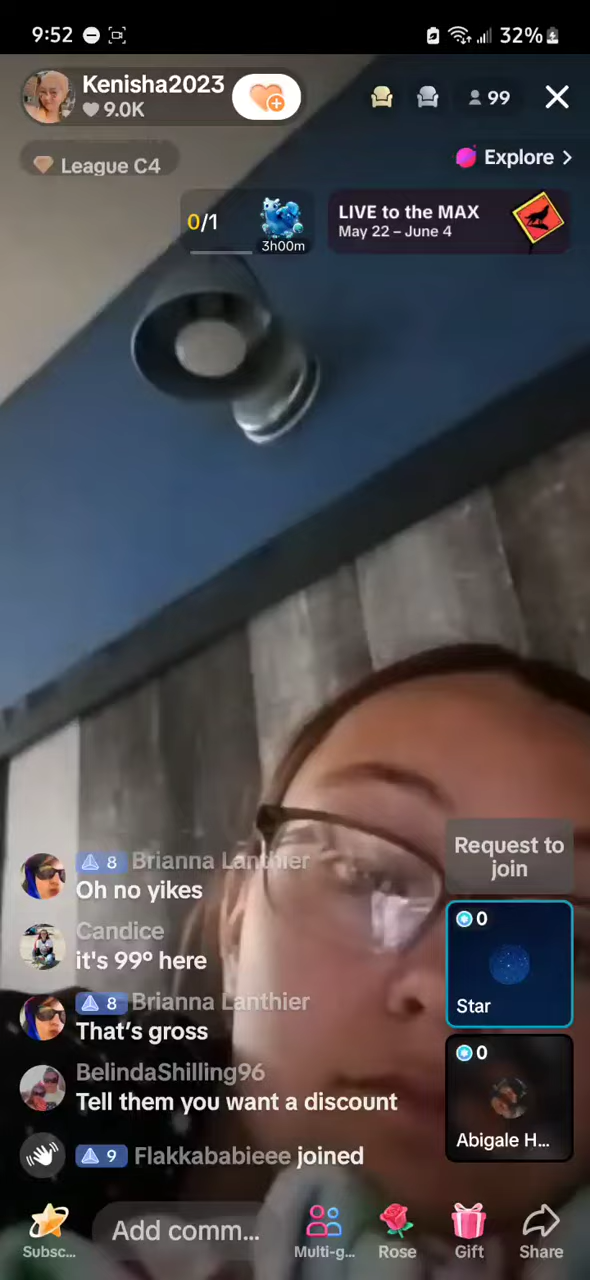 9:52
32%
Kenisha2023
9.0K
99
League C4
Explore >
0/1
3h00m
LIVE to the MAX
May 22 – June 4
8 Brianna Lanthier
Oh no yikes
Candice
it's 99º here
8 Brianna Lanthier
That's gross
BelindaShilling96
Tell them you want a discount
9 Flakkababieee joined
Request to
join
0
Star
0
Abigale H...
Add comm...
Subsc...
Multi-g...
Rose
Gift
Share